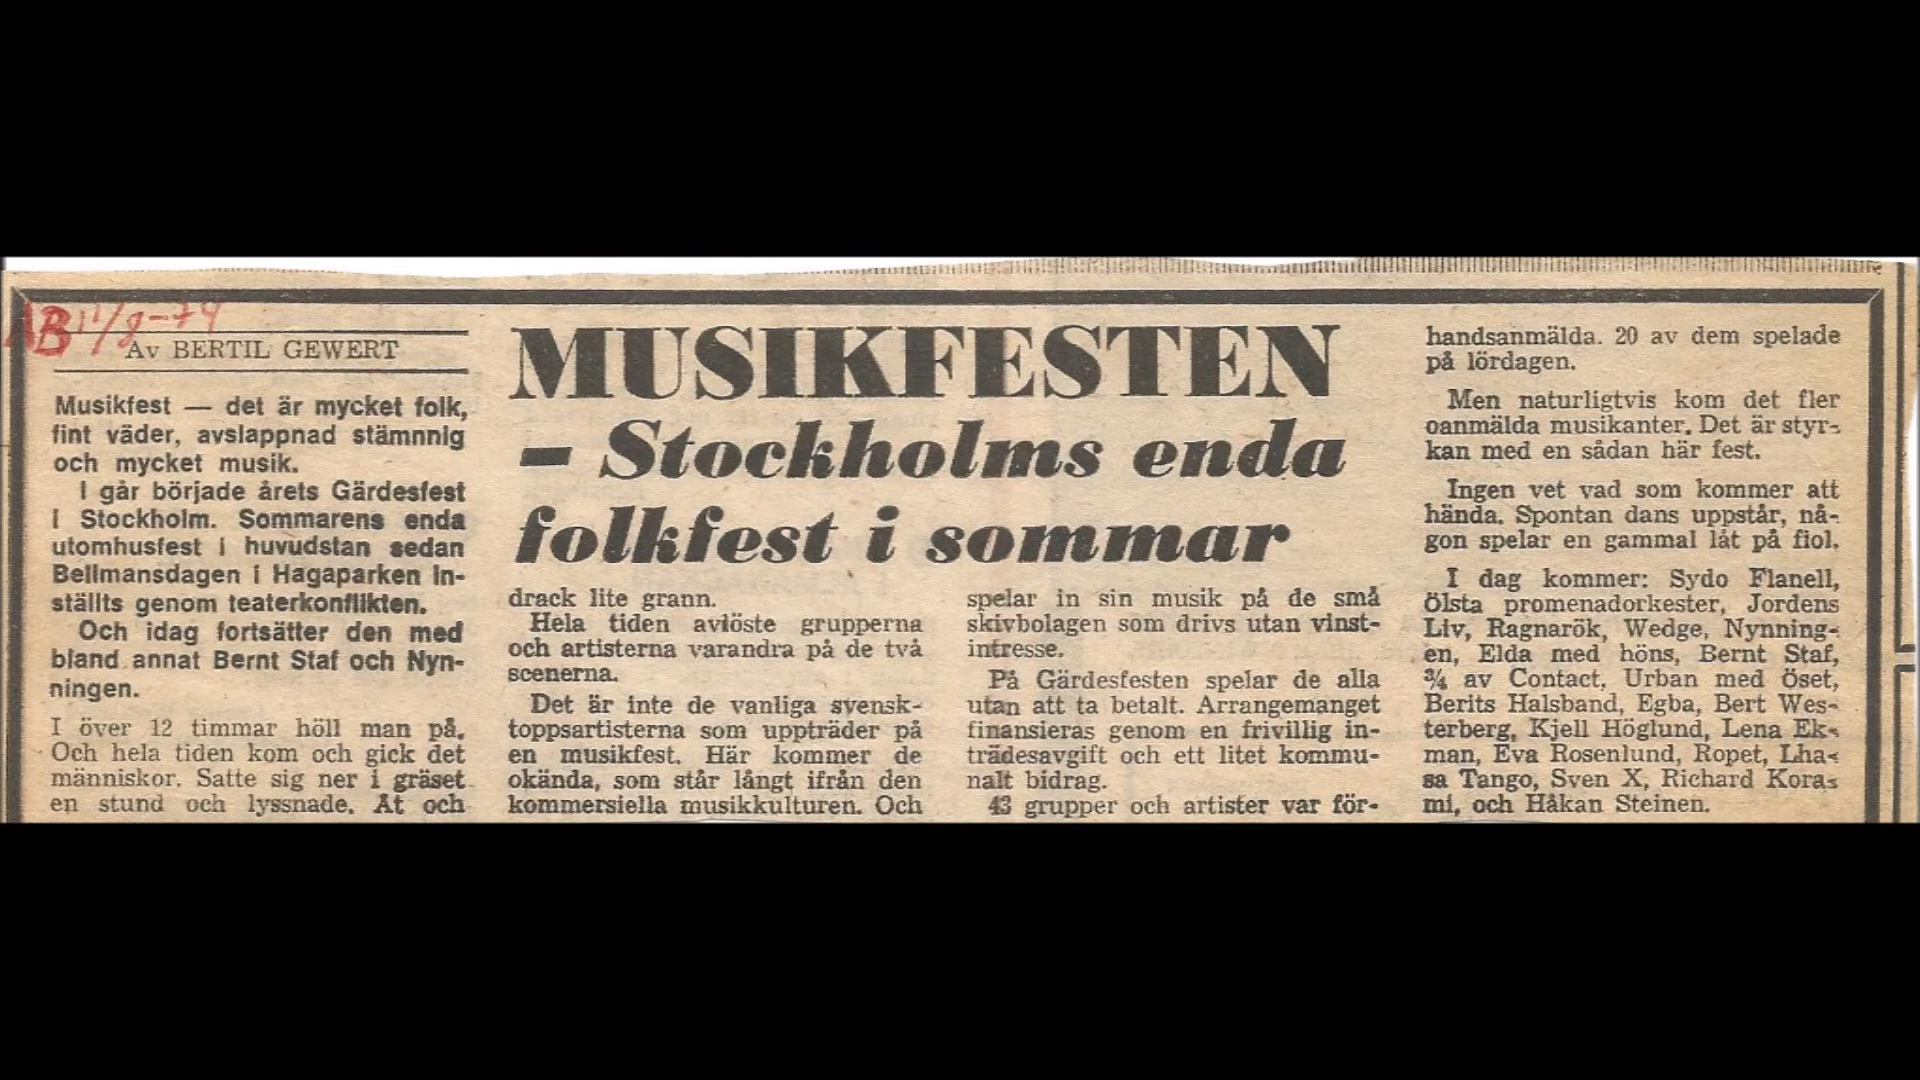 AB 11/8-74
Av BERTIL GEWERT
MUSIKFESTEN
– Stockholms enda
folkfest i sommar
Musikfest — det är mycket folk,
fint väder, avslappnad stämnnig
och mycket musik.
I går började årets Gärdesfest
i Stockholm. Sommarens enda
utomhusfest i huvudstan sedan
Bellmansdagen i Hagaparken in-
ställts genom teaterkonflikten.
Och idag fortsätter den med
bland annat Bernt Staf och Nyn-
ningen.
I över 12 timmar höll man på.
Och hela tiden kom och gick det
människor. Satte sig ner i gräset
en stund och lyssnade. Åt och
drack lite grann.
Hela tiden avlöste grupperna
och artisterna varandra på de två
scenerna.
Det är inte de vanliga svensk-
toppsartisterna som uppträder på
en musikfest. Här kommer de
okända, som står långt ifrån den
kommersiella musikkulturen. Och
spelar in sin musik på de små
skivbolagen som drivs utan vinst-
intresse.
På Gärdesfesten spelar de alla
utan att ta betalt. Arrangemanget
finansieras genom en frivillig in-
trädesavgift och ett litet kommu-
nalt bidrag.
43 grupper och artister var för-
handsanmälda. 20 av dem spelade
på lördagen.
Men naturligtvis kom det fler
oanmälda musikanter. Det är styr-
kan med en sådan här fest.
Ingen vet vad som kommer att
hända. Spontan dans uppstår, nå-
gon spelar en gammal låt på fiol.
I dag kommer: Sydo Flanell,
Ölsta promenadorkester, Jordens
Liv, Ragnarök, Wedge, Nynning-
en, Elda med höns, Bernt Staf,
¾ av Contact, Urban med Öset,
Berits Halsband, Egba, Bert Wes-
terberg, Kjell Höglund, Lena Ek-
man, Eva Rosenlund, Ropet, Lha-
sa Tango, Sven X, Richard Kora-
mi, och Håkan Steinen.